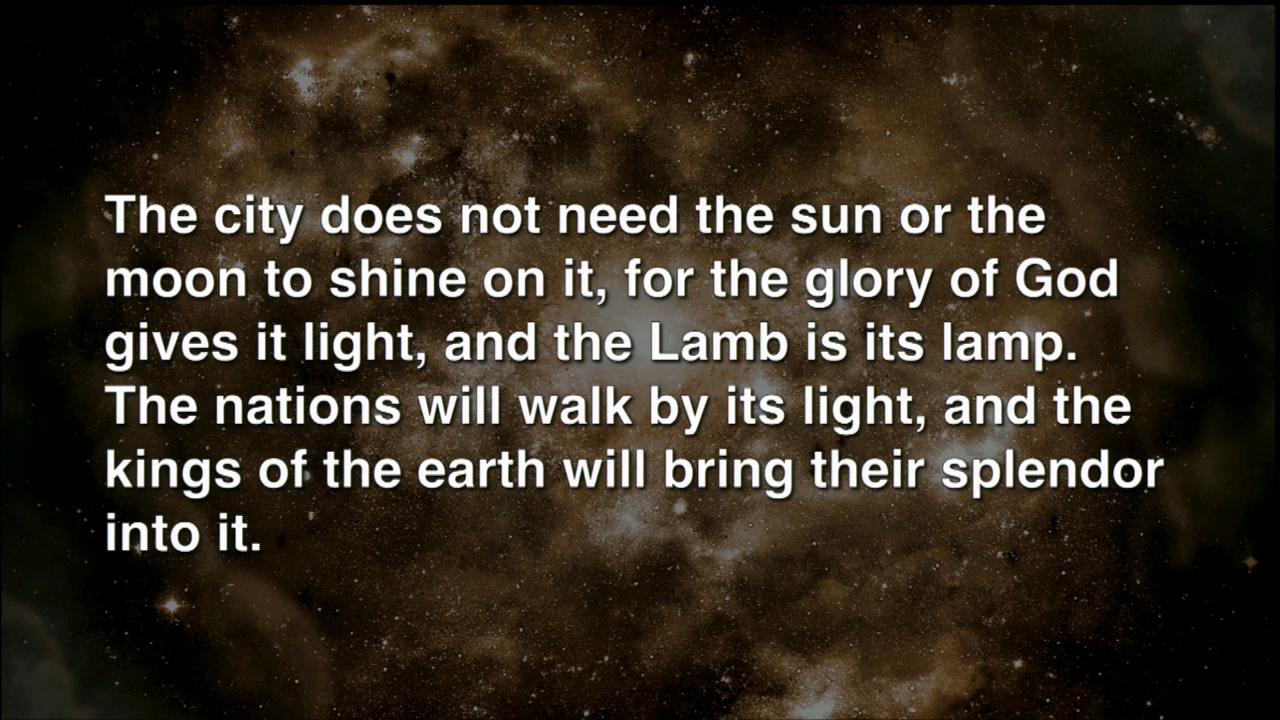 The city does not need the sun or the
moon to shine on it, for the glory of God
gives it light, and the Lamb is its lamp.
The nations will walk by its light, and the
kings of the earth will bring their splendor
into it.